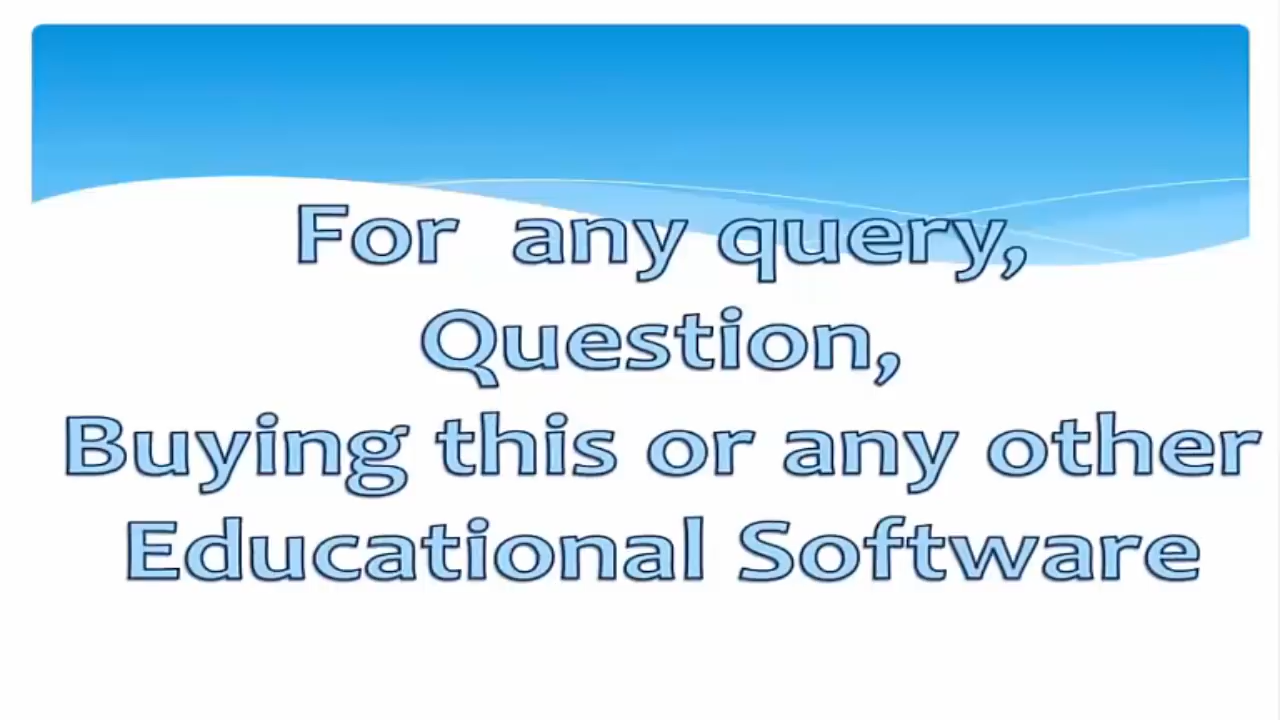 For any query,
Question,
Buying this or any other
Educational Software